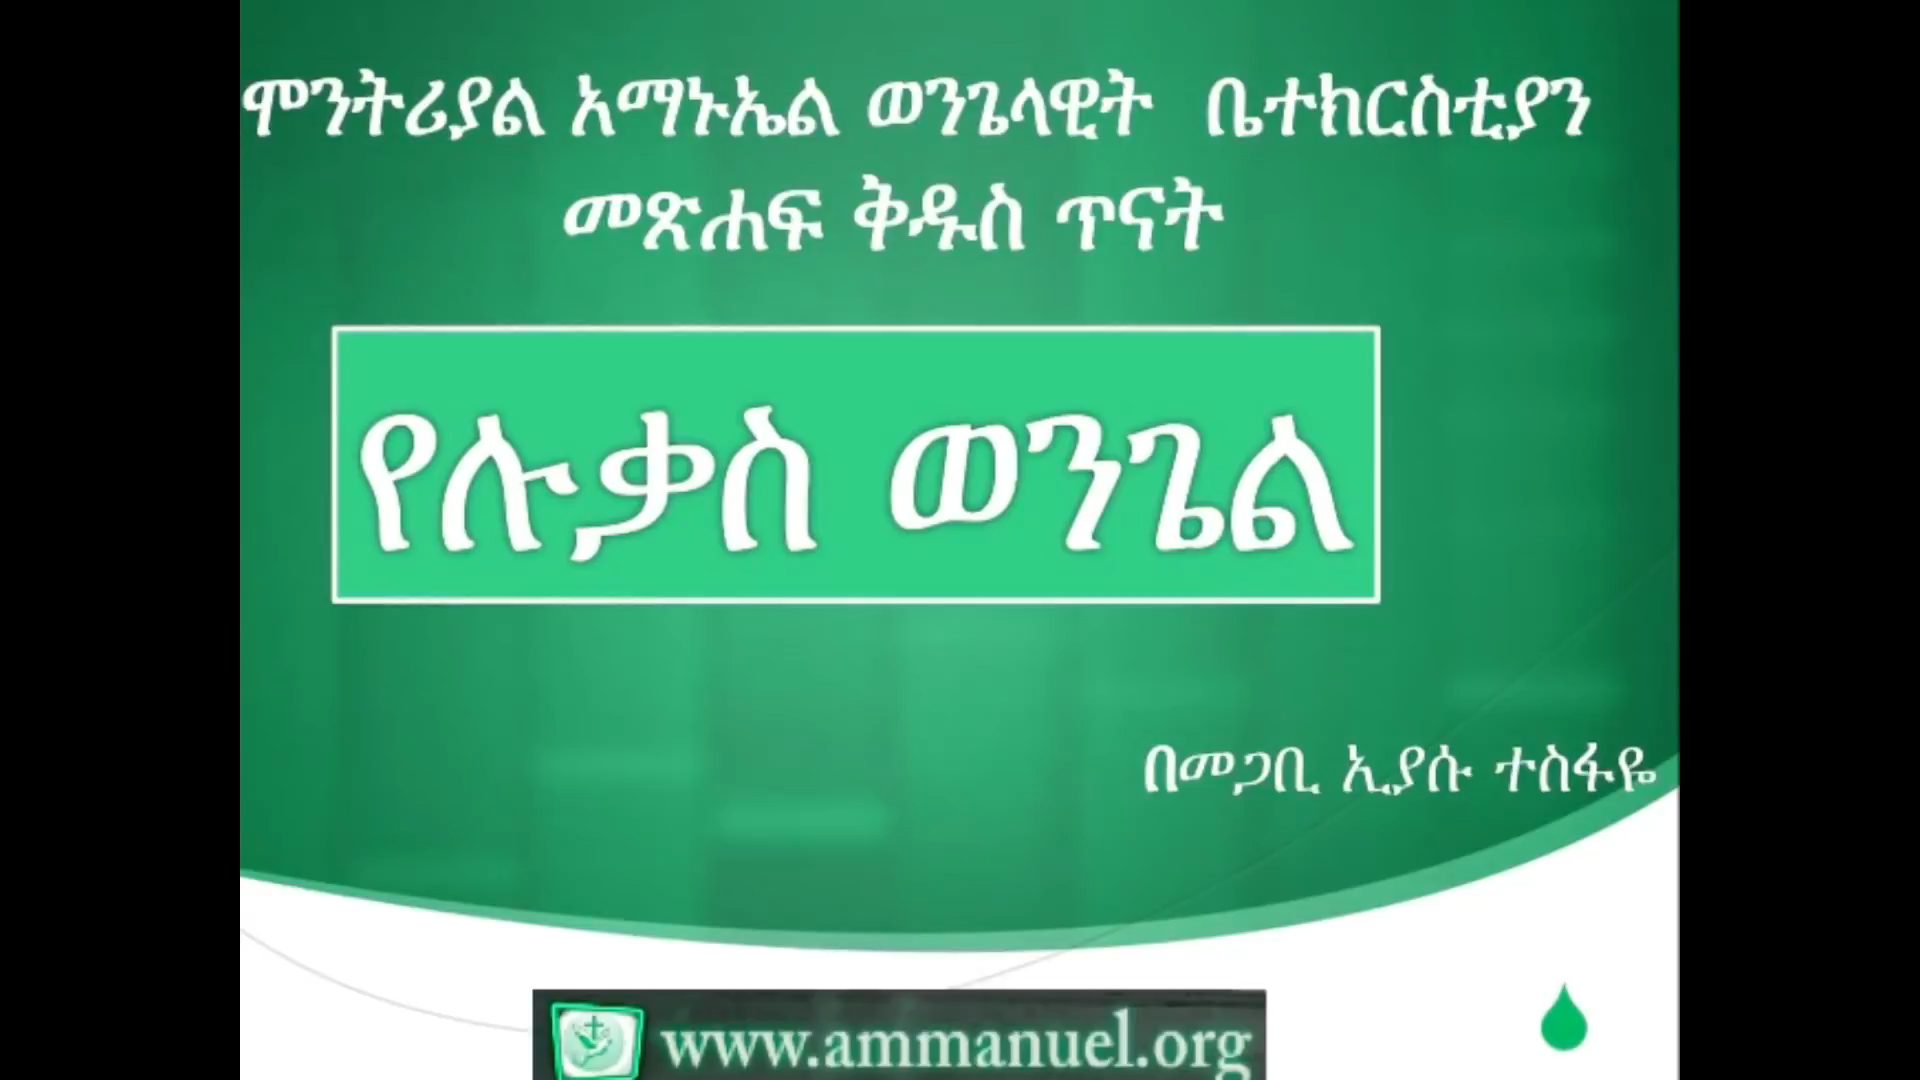 ሞንትሪያል አማኑኤል ወንጌላዊት ቤተክርስቲያን
መጽሐፍ ቅዱስ ጥናት
የሉቃስ ወንጌል
በመጋቢ ኢያሱ ተስፋዬ
www.ammanuel.org